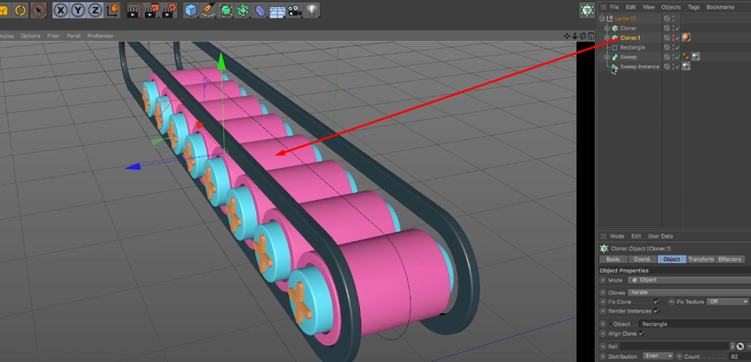 X Y Z
File Edit View Objects Tags Bookmarks
Display Options Filter Panel ProRender
Cloner
Cloner.1
Rectangle
Sweep
Sweep Instance
Mode Edit User Data
Cloner Object [Cloner.1]
Basic Coord. Object Transform Effectors
Object Properties
Mode Object
Clones Iterate
Fix Clone Fix Texture Off
Render Instances
Object Rectangle
Align Clone
Rail
Distribution Even Count 92